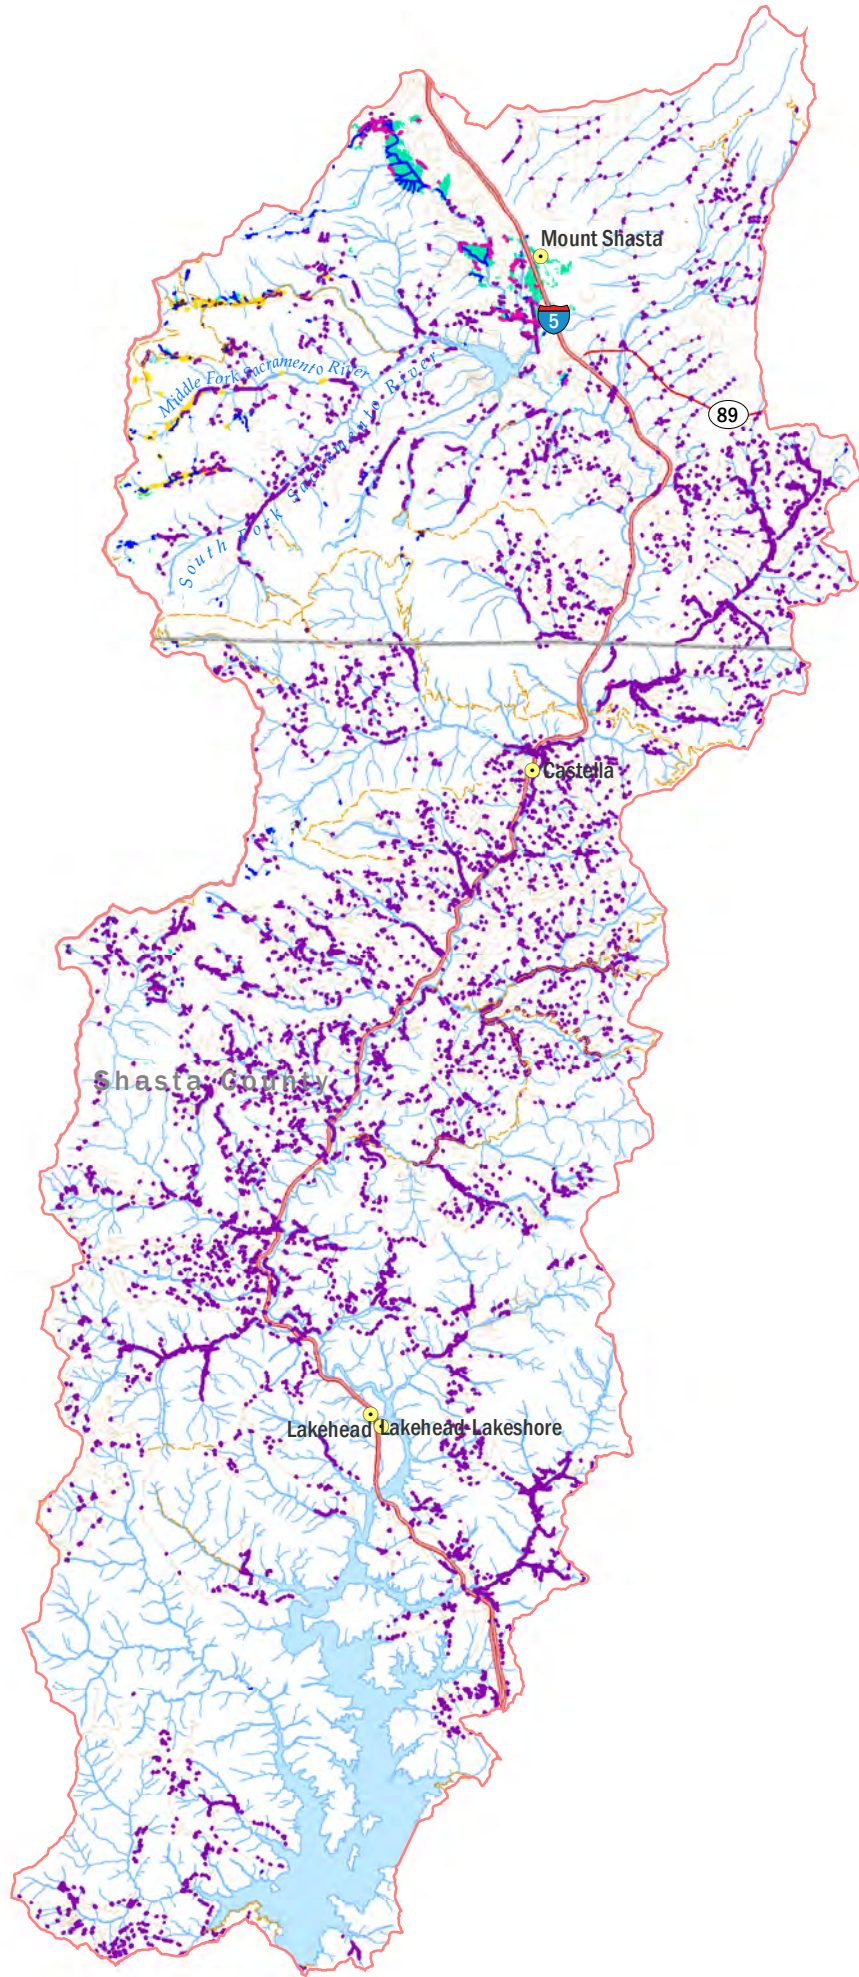 Mount Shasta
5
Middle Fork Sacramento River
South Fork Sacramento River
89
Castella
Shasta County
Lakehead
Lakehead-Lakeshore